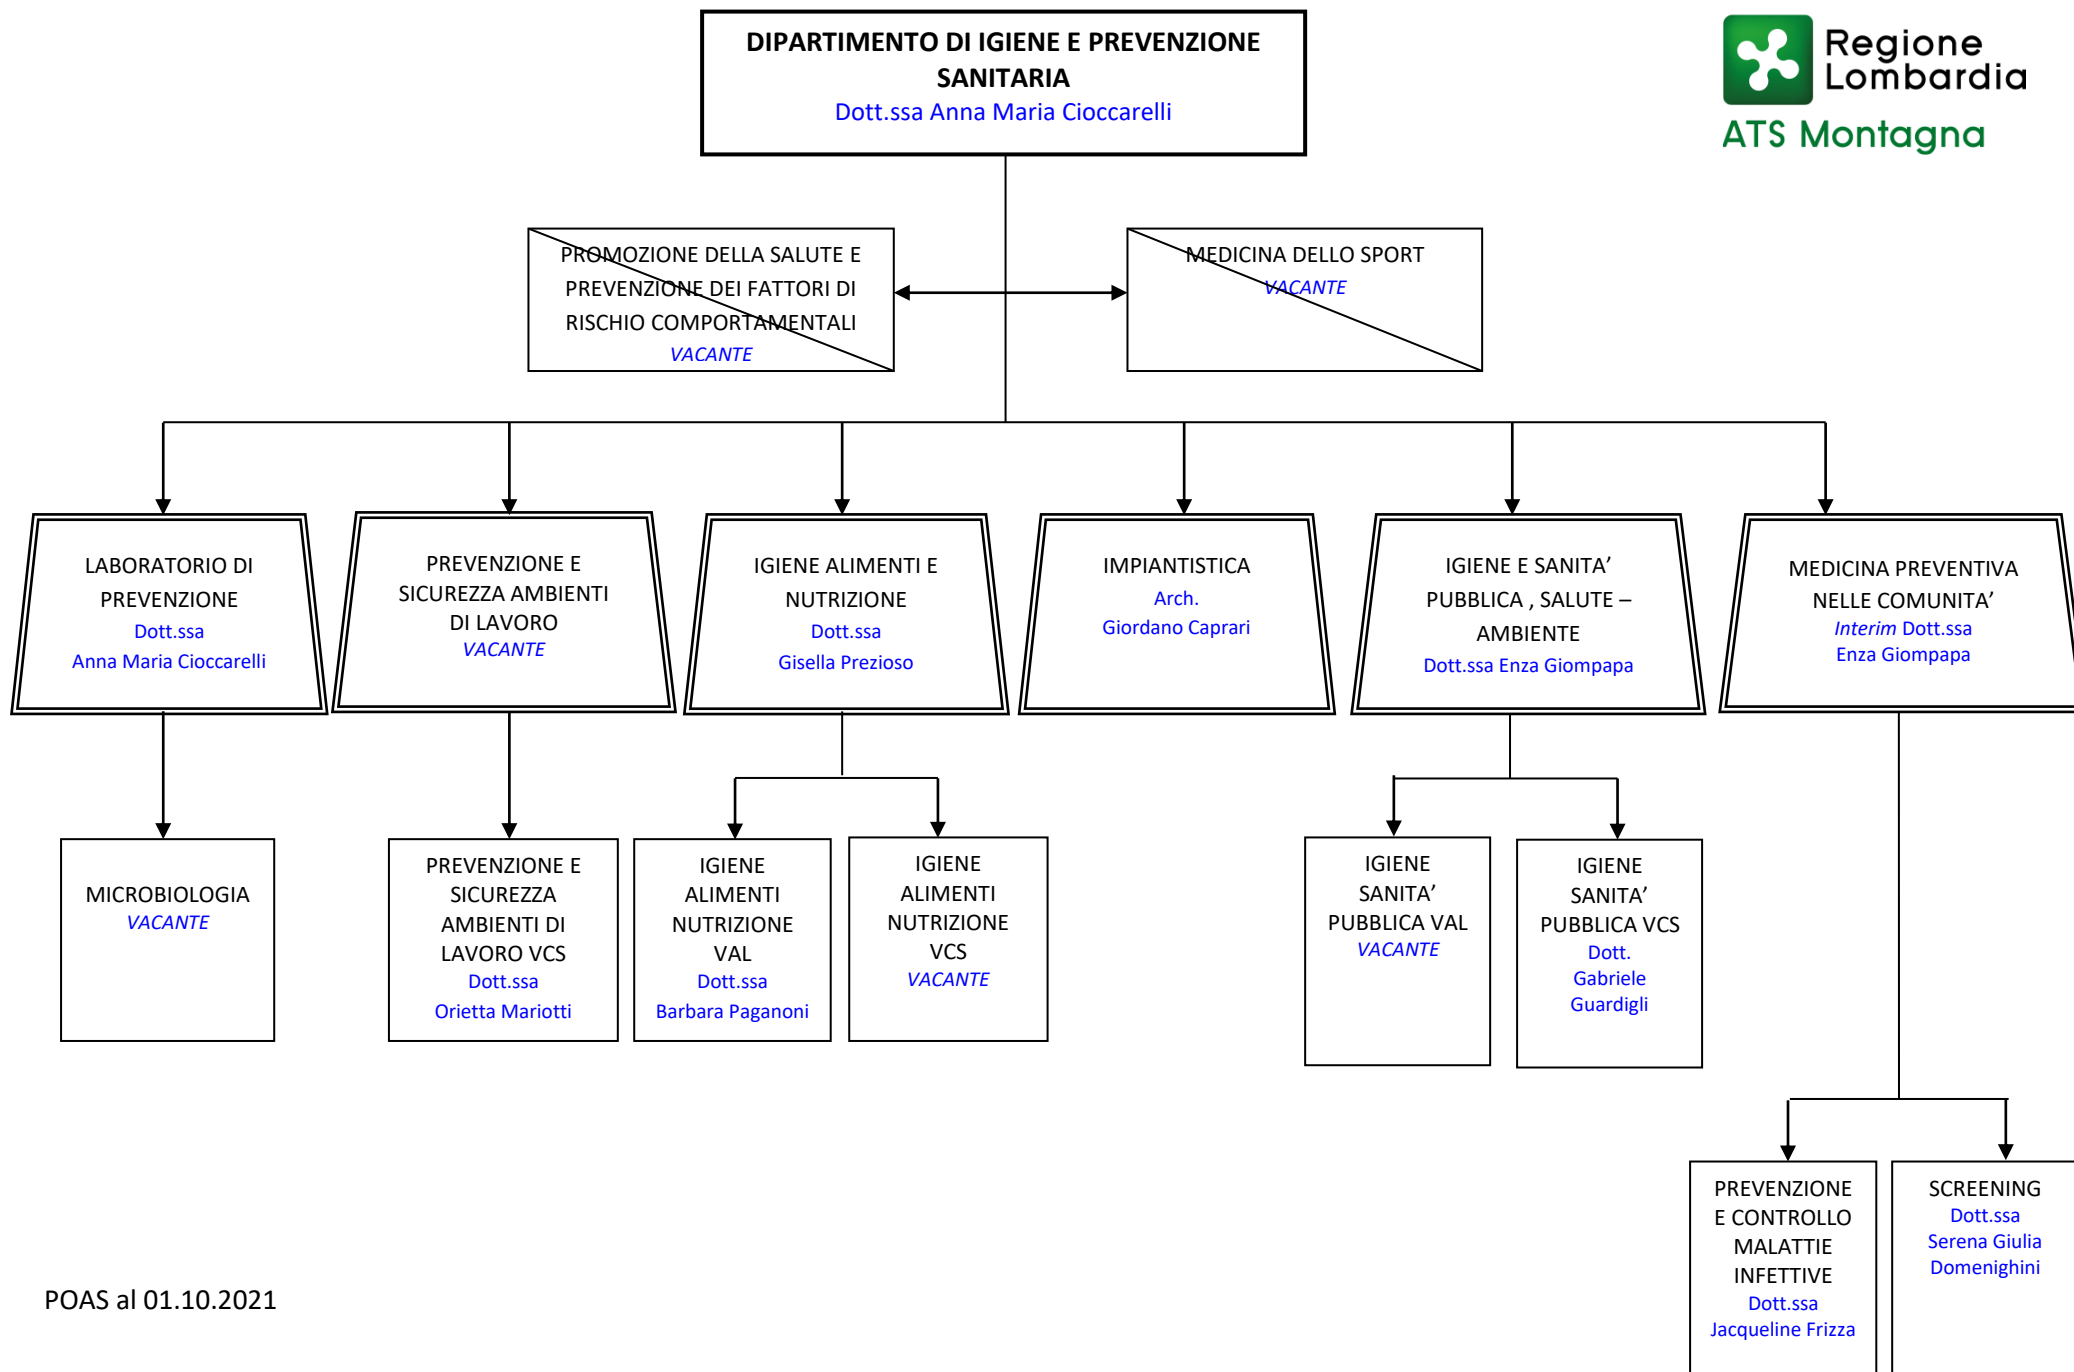 DIPARTIMENTO DI IGIENE E PREVENZIONE
SANITARIA
Dott.ssa Anna Maria Cioccarelli
Regione
Lombardia
ATS Montagna
PROMOZIONE DELLA SALUTE E
PREVENZIONE DEI FATTORI DI
RISCHIO COMPORTAMENTALI
VACANTE
MEDICINA DELLO SPORT
VACANTE
LABORATORIO DI
PREVENZIONE
Dott.ssa
Anna Maria Cioccarelli
PREVENZIONE E
SICUREZZA AMBIENTI
DI LAVORO
VACANTE
IGIENE ALIMENTI E
NUTRIZIONE
Dott.ssa
Gisella Prezioso
IMPIANTISTICA
Arch.
Giordano Caprari
IGIENE E SANITA’
PUBBLICA , SALUTE –
AMBIENTE
Dott.ssa Enza Giompapa
MEDICINA PREVENTIVA
NELLE COMUNITA’
Interim Dott.ssa
Enza Giompapa
MICROBIOLOGIA
VACANTE
PREVENZIONE E
SICUREZZA
AMBIENTI DI
LAVORO VCS
Dott.ssa
Orietta Mariotti
IGIENE
ALIMENTI
NUTRIZIONE
VAL
Dott.ssa
Barbara Paganoni
IGIENE
ALIMENTI
NUTRIZIONE
VCS
VACANTE
IGIENE
SANITA’
PUBBLICA VAL
VACANTE
IGIENE
SANITA’
PUBBLICA VCS
Dott.
Gabriele
Guardigli
PREVENZIONE
E CONTROLLO
MALATTIE
INFETTIVE
Dott.ssa
Jacqueline Frizza
SCREENING
Dott.ssa
Serena Giulia
Domenighini
POAS al 01.10.2021